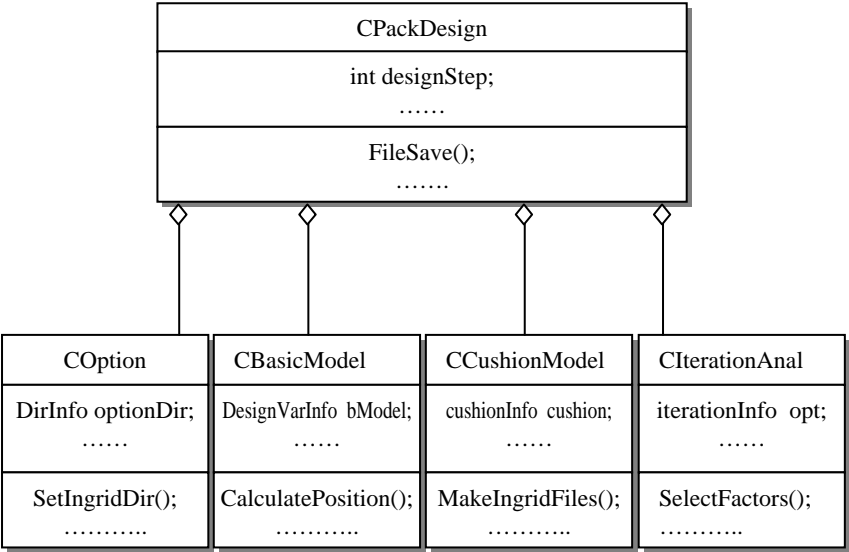 CPackDesign
int designStep;
……
FileSave();
…….
COption
DirInfo optionDir;
……
SetIngridDir();
………..
CBasicModel
DesignVarInfo bModel;
……
CalculatePosition();
………..
CCushionModel
cushionInfo cushion;
……
MakeIngridFiles();
………..
CIterationAnal
iterationInfo opt;
……
SelectFactors();
………..